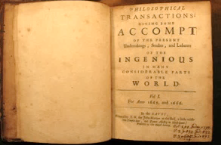 PHILOSOPHICAL
TRANSACTIONS:
GIVING SOME
ACCOMPT
OF THE PRESENT
Undertakings, Studies, and Labours
OF THE
INGENIOUS
IN MANY
CONSIDERABLE PARTS
OF THE
WORLD
Vol I.
For Anno 1665, and 1666.